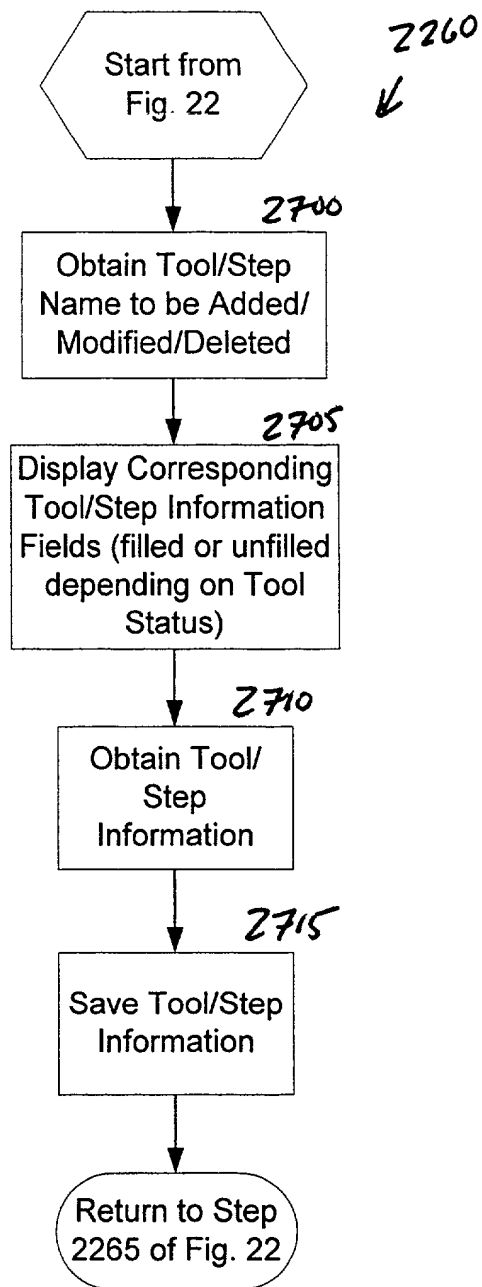 2260
Start from
Fig. 22
2700
Obtain Tool/Step
Name to be Added/
Modified/Deleted
2705
Display Corresponding
Tool/Step Information
Fields (filled or unfilled
depending on Tool
Status)
2710
Obtain Tool/
Step
Information
2715
Save Tool/Step
Information
Return to Step
2265 of Fig. 22